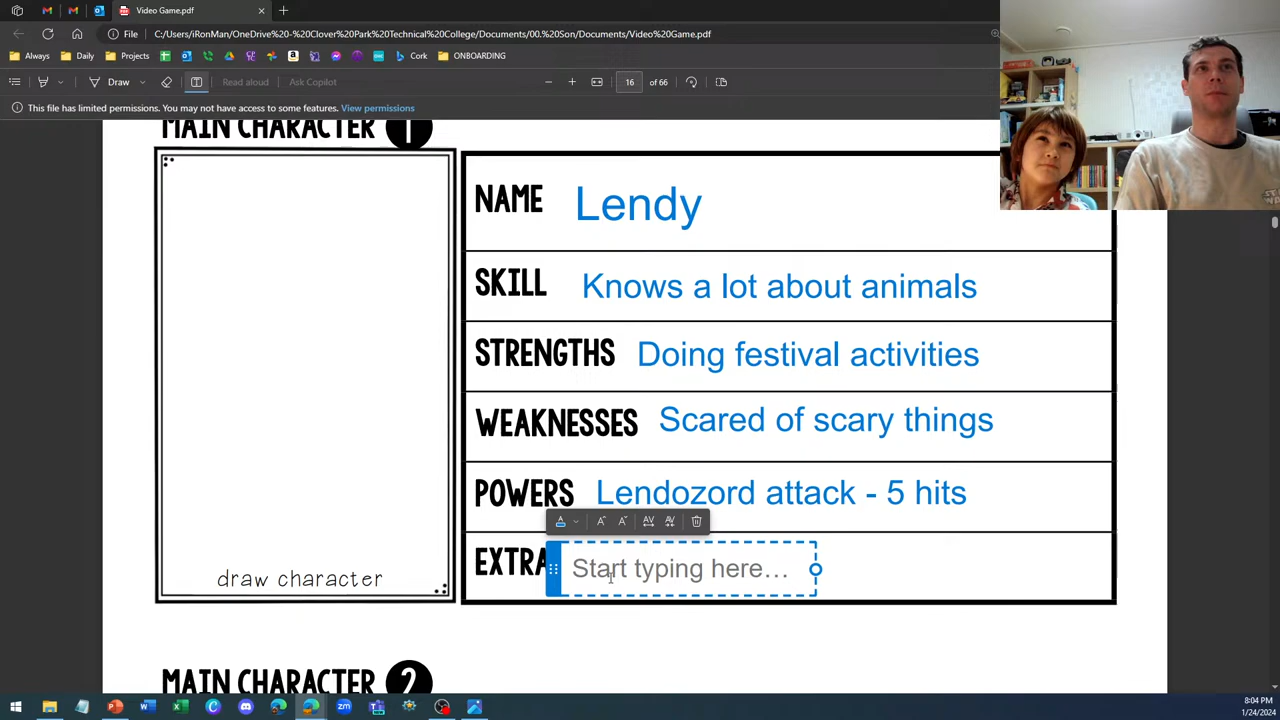 Video Game.pdf
File
C:/Users/iRonMan/OneDrive%20-%20Clover%20Park%20Technical%20College/Documents/00.%20Son/Documents/Video%20Game.pdf
Always
Daily
Projects
Cork
ONBOARDING
Draw
Read aloud
Ask Copilot
16
of 66
This file has limited permissions. You may not have access to some features. View permissions
MAIN CHARACTER 1
NAME Lendy
SKILL Knows a lot about animals
STRENGTHS Doing festival activities
WEAKNESSES Scared of scary things
POWERS Lendozord attack - 5 hits
EXTRA Start typing here...
draw character
MAIN CHARACTER 2
8:04 PM
1/24/2024